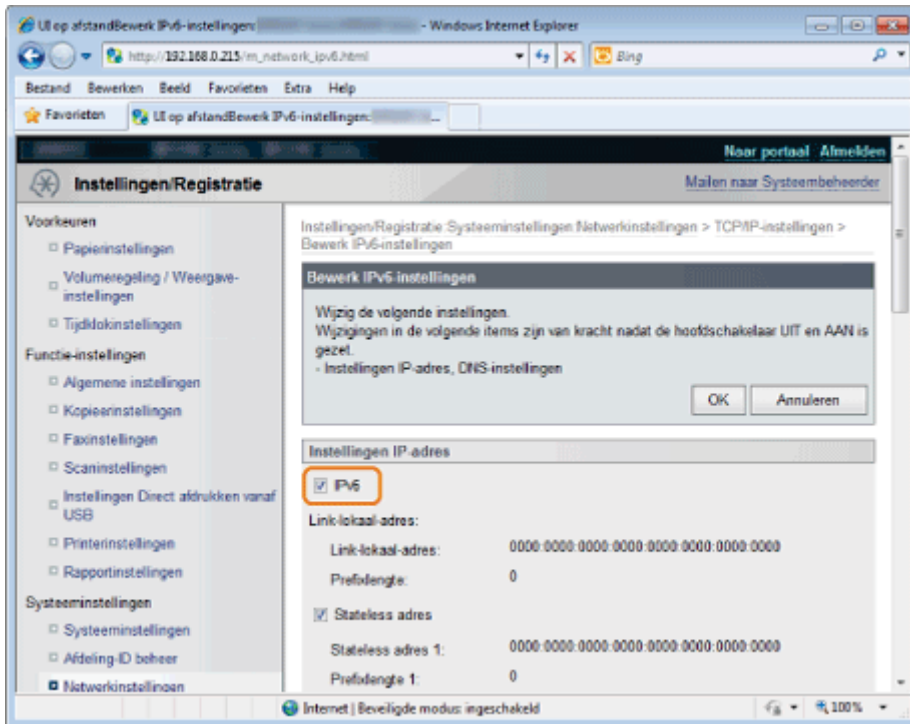 UI op afstandBewerk IPv6-instellingen: - Windows Internet Explorer
http://192.168.0.215/m_network_ipv6.html
Bing
Bestand Bewerken Beeld Favorieten Extra Help
Favorieten
UI op afstandBewerk IPv6-instellingen: ...
Naar portaal Afmelden
Instellingen/Registratie
Mailen naar Systeembeheerder
Voorkeuren
Papierinstellingen
Volumeregeling / Weergave-
instellingen
Tijdklokinstellingen
Functie-instellingen
Algemene instellingen
Kopieerinstellingen
Faxinstellingen
Scaninstellingen
Instellingen Direct afdrukken vanaf
USB
Printerinstellingen
Rapportinstellingen
Systeeminstellingen
Systeeminstellingen
Afdeling-ID beheer
Netwerkinstellingen
Instellingen/Registratie:Systeeminstellingen:Netwerkinstellingen > TCP/IP-instellingen >
Bewerk IPv6-instellingen
Bewerk IPv6-instellingen
Wijzig de volgende instellingen.
Wijzigingen in de volgende items zijn van kracht nadat de hoofdschakelaar UIT en AAN is
gezet.
- Instellingen IP-adres, DNS-instellingen
OK Annuleren
Instellingen IP-adres
IPv6
Link-lokaal-adres:
Link-lokaal-adres: 0000:0000:0000:0000:0000:0000:0000:0000
Prefixlengte: 0
Stateless adres
Stateless adres 1: 0000:0000:0000:0000:0000:0000:0000:0000
Prefixlengte 1: 0
Internet | Beveiligde modus: ingeschakeld
100%